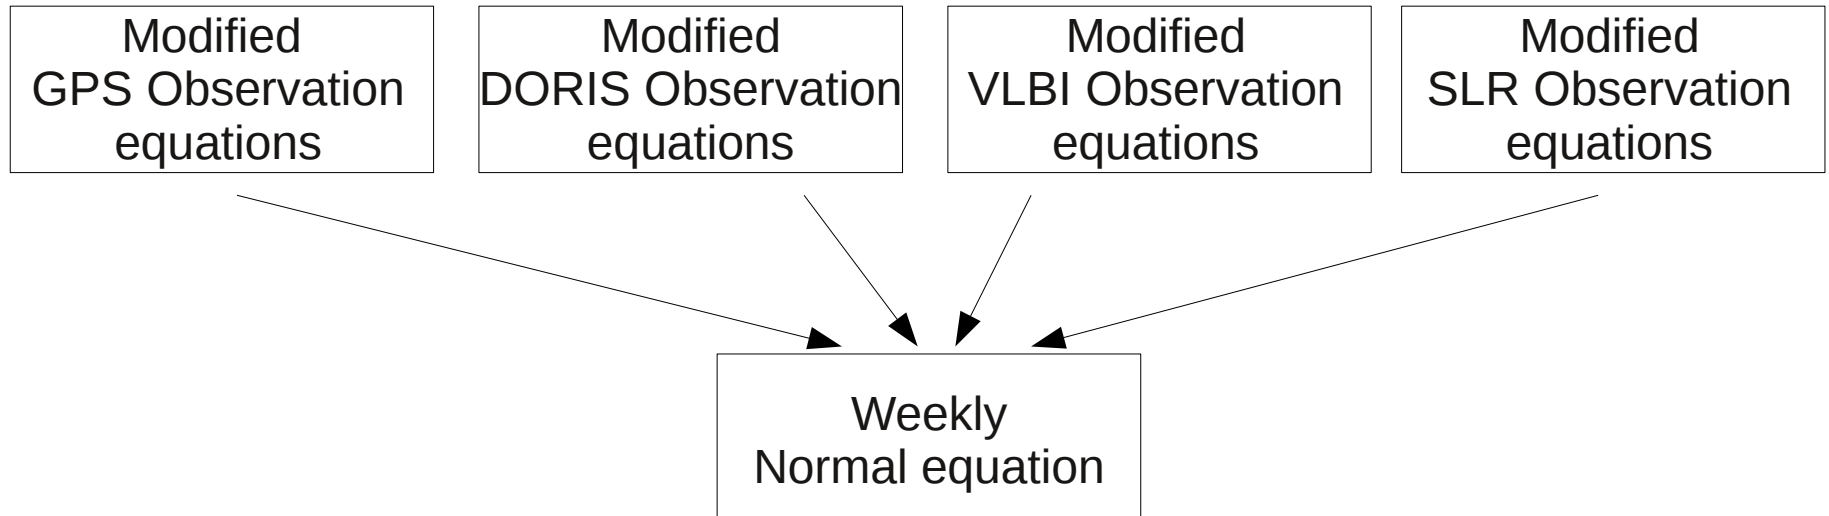 Modified
GPS Observation
equations
Modified
DORIS Observation
equations
Modified
VLBI Observation
equations
Modified
SLR Observation
equations
Weekly
Normal equation